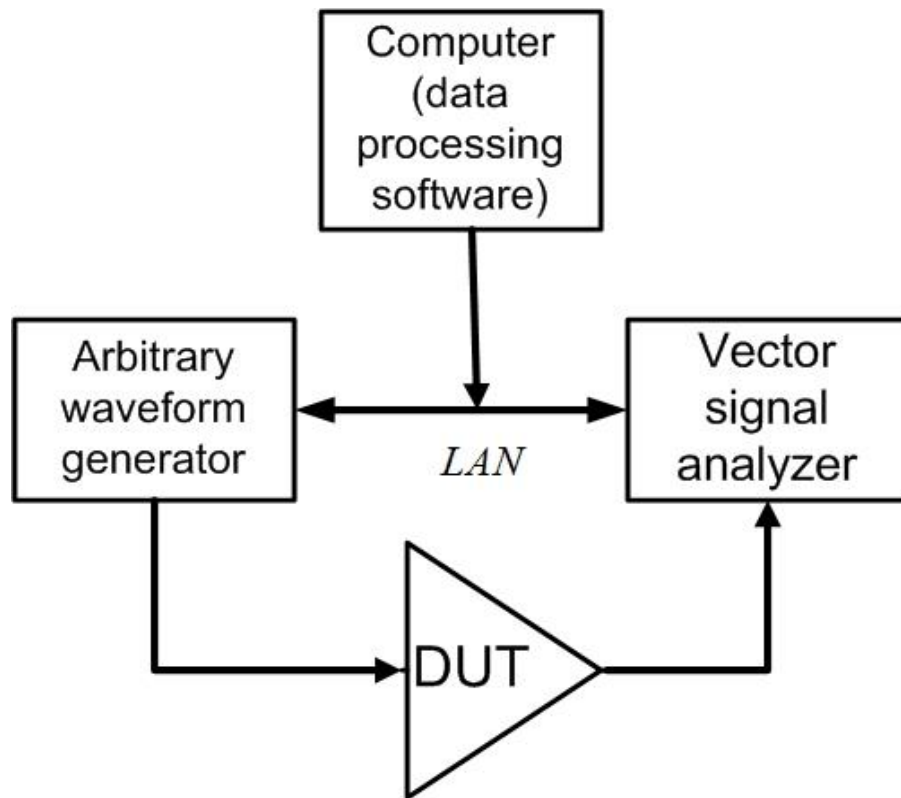 Computer
(data
processing
software)
Arbitrary
waveform
generator
LAN
Vector
signal
analyzer
DUT